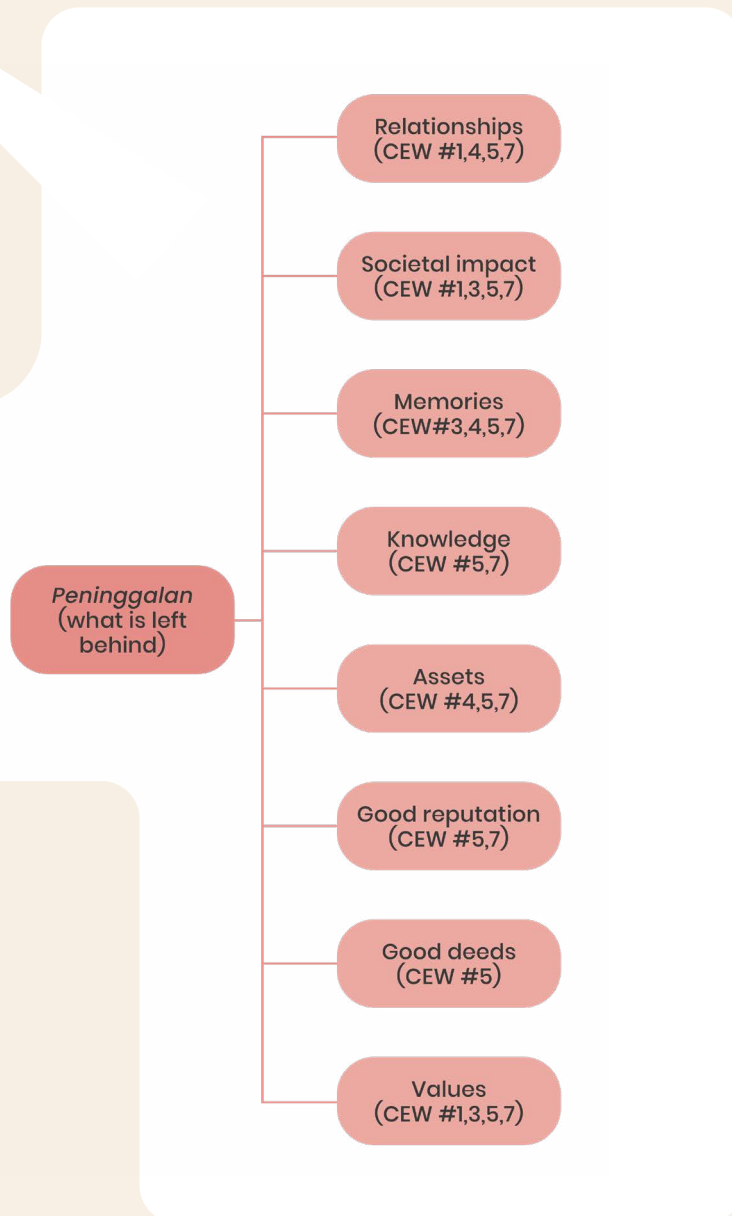 Relationships
(CEW #1,4,5,7)
Societal impact
(CEW #1,3,5,7)
Memories
(CEW#3,4,5,7)
Knowledge
(CEW #5,7)
Peninggalan
(what is left
behind)
Assets
(CEW #4,5,7)
Good reputation
(CEW #5,7)
Good deeds
(CEW #5)
Values
(CEW #1,3,5,7)